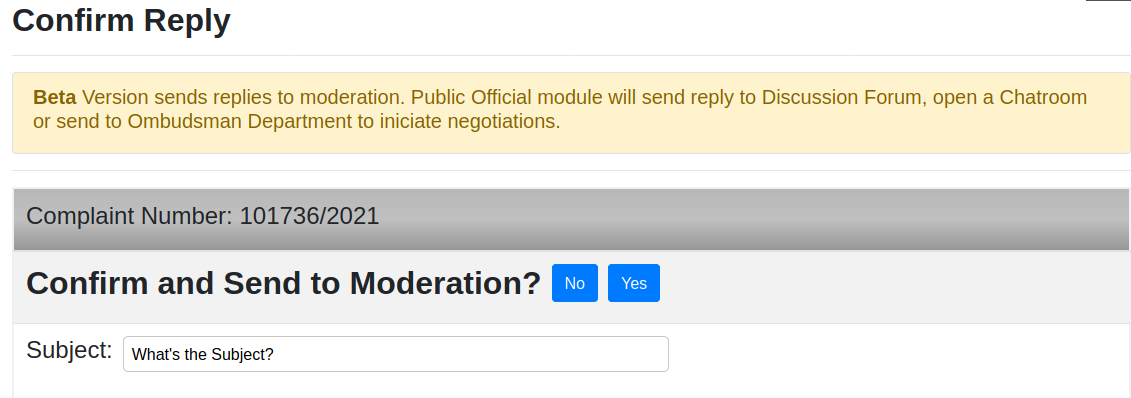 Confirm Reply
Beta Version sends replies to moderation. Public Official module will send reply to Discussion Forum, open a Chatroom
or send to Ombudsman Department to iniciate negotiations.
Complaint Number: 101736/2021
Confirm and Send to Moderation? No Yes
Subject: What's the Subject?